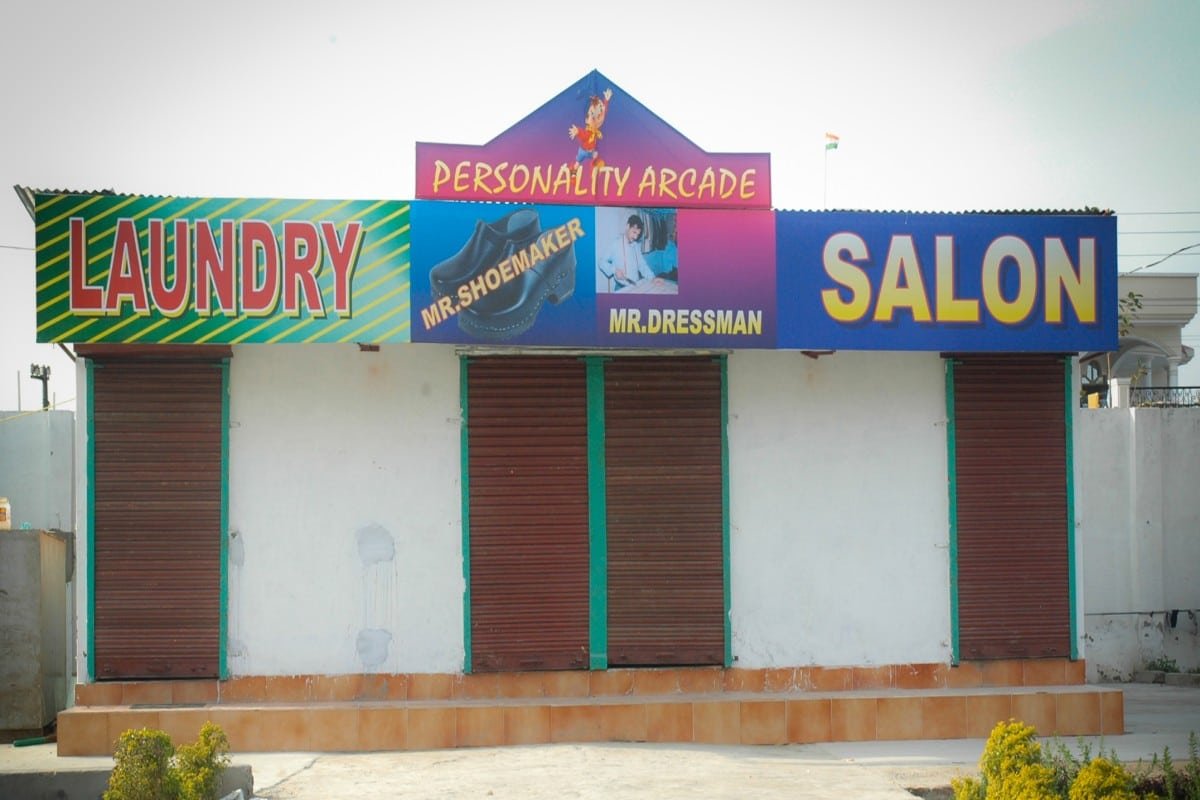 PERSONALITY ARCADE
LAUNDRY
MR.SHOEMAKER
MR.DRESSMAN
SALON